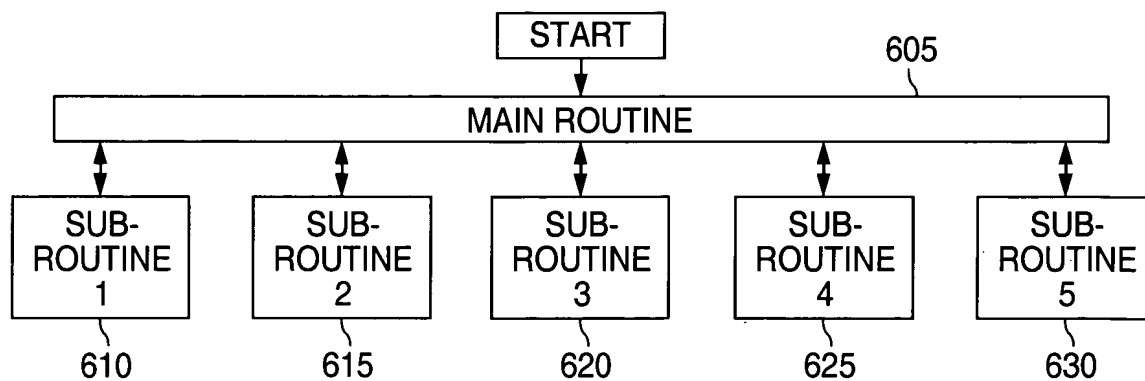 START
605
MAIN ROUTINE
SUB-
ROUTINE
1
SUB-
ROUTINE
2
SUB-
ROUTINE
3
SUB-
ROUTINE
4
SUB-
ROUTINE
5
610
615
620
625
630